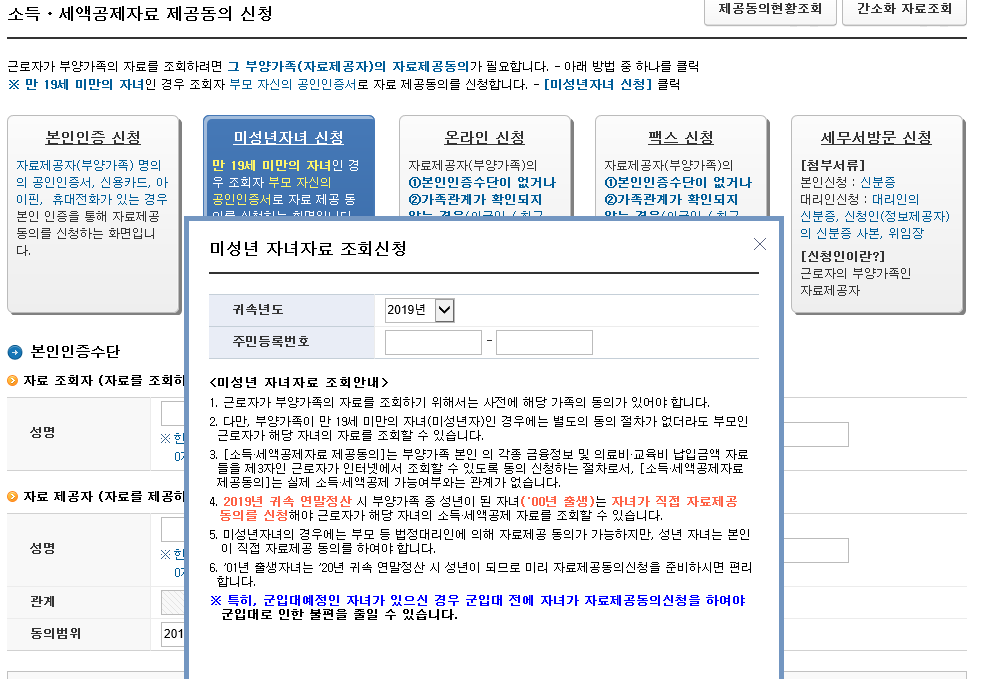 소득·세액공제자료 제공동의 신청
제공동의현황조회
간소화 자료조회
근로자가 부양가족의 자료를 조회하려면 그 부양가족(자료제공자)의 자료제공동의가 필요합니다. - 아래 방법 중 하나를 클릭
※ 만 19세 미만의 자녀인 경우 조회자 부모 자신의 공인인증서로 자료 제공동의를 신청합니다. - [미성년자녀 신청] 클릭
본인인증 신청
자료제공자(부양가족) 명의
의 공인인증서, 신용카드, 아
이핀, 휴대전화가 있는 경우
본인 인증을 통해 자료제공
동의를 신청하는 화면입니
다.
미성년자녀 신청
만 19세 미만의 자녀인 경
우 조회자 부모 자신의
공인인증서로 자료 제공 동
의를 신청하는 화면입니다
온라인 신청
자료제공자(부양가족)의
①본인인증수단이 없거나
②가족관계가 확인되지
않는 경우(외국인 / 최근
팩스 신청
자료제공자(부양가족)의
①본인인증수단이 없거나
②가족관계가 확인되지
않는 경우(외국인 / 최근
세무서방문 신청
[첨부서류]
본인신청 : 신분증
대리인신청 : 대리인의
신분증, 신청인(정보제공자)
의 신분증 사본, 위임장
[신청인이란?]
근로자의 부양가족인
자료제공자
본인인증수단
자료 조회자 (자료를 조회하
성명
※ 한
자료 제공자 (자료를 제공하
성명
※ 한
관계
동의범위
201
미성년 자녀자료 조회신청
귀속년도
2019년
주민등록번호
-
<미성년 자녀자료 조회안내>
1. 근로자가 부양가족의 자료를 조회하기 위해서는 사전에 해당 가족의 동의가 있어야 합니다.
2. 다만, 부양가족이 만 19세 미만의 자녀(미성년자)인 경우에는 별도의 동의 절차가 없더라도 부모인
근로자가 해당 자녀의 자료를 조회할 수 있습니다.
3. [소득·세액공제자료 제공동의]는 부양가족 본인 의 각종 금융정보 및 의료비·교육비 납입금액 자료
들을 제3자인 근로자가 인터넷에서 조회할 수 있도록 동의 신청하는 절차로서, [소득·세액공제자료
제공동의]는 실제 소득·세액공제 가능여부와는 관계가 없습니다.
4. 2019년 귀속 연말정산 시 부양가족 중 성년이 된 자녀('00년 출생)는 자녀가 직접 자료제공
동의를 신청해야 근로자가 해당 자녀의 소득·세액공제 자료를 조회할 수 있습니다.
5. 미성년자녀의 경우에는 부모 등 법정대리인에 의해 자료제공 동의가 가능하지만, 성년 자녀는 본인
이 직접 자료제공 동의를 하여야 합니다.
6. '01년 출생자녀는 '20년 귀속 연말정산 시 성년이 되므로 미리 자료제공동의신청을 준비하시면 편리
합니다.
※ 특히, 군입대예정인 자녀가 있으신 경우 군입대 전에 자녀가 자료제공동의신청을 하여야
군입대로 인한 불편을 줄일 수 있습니다.